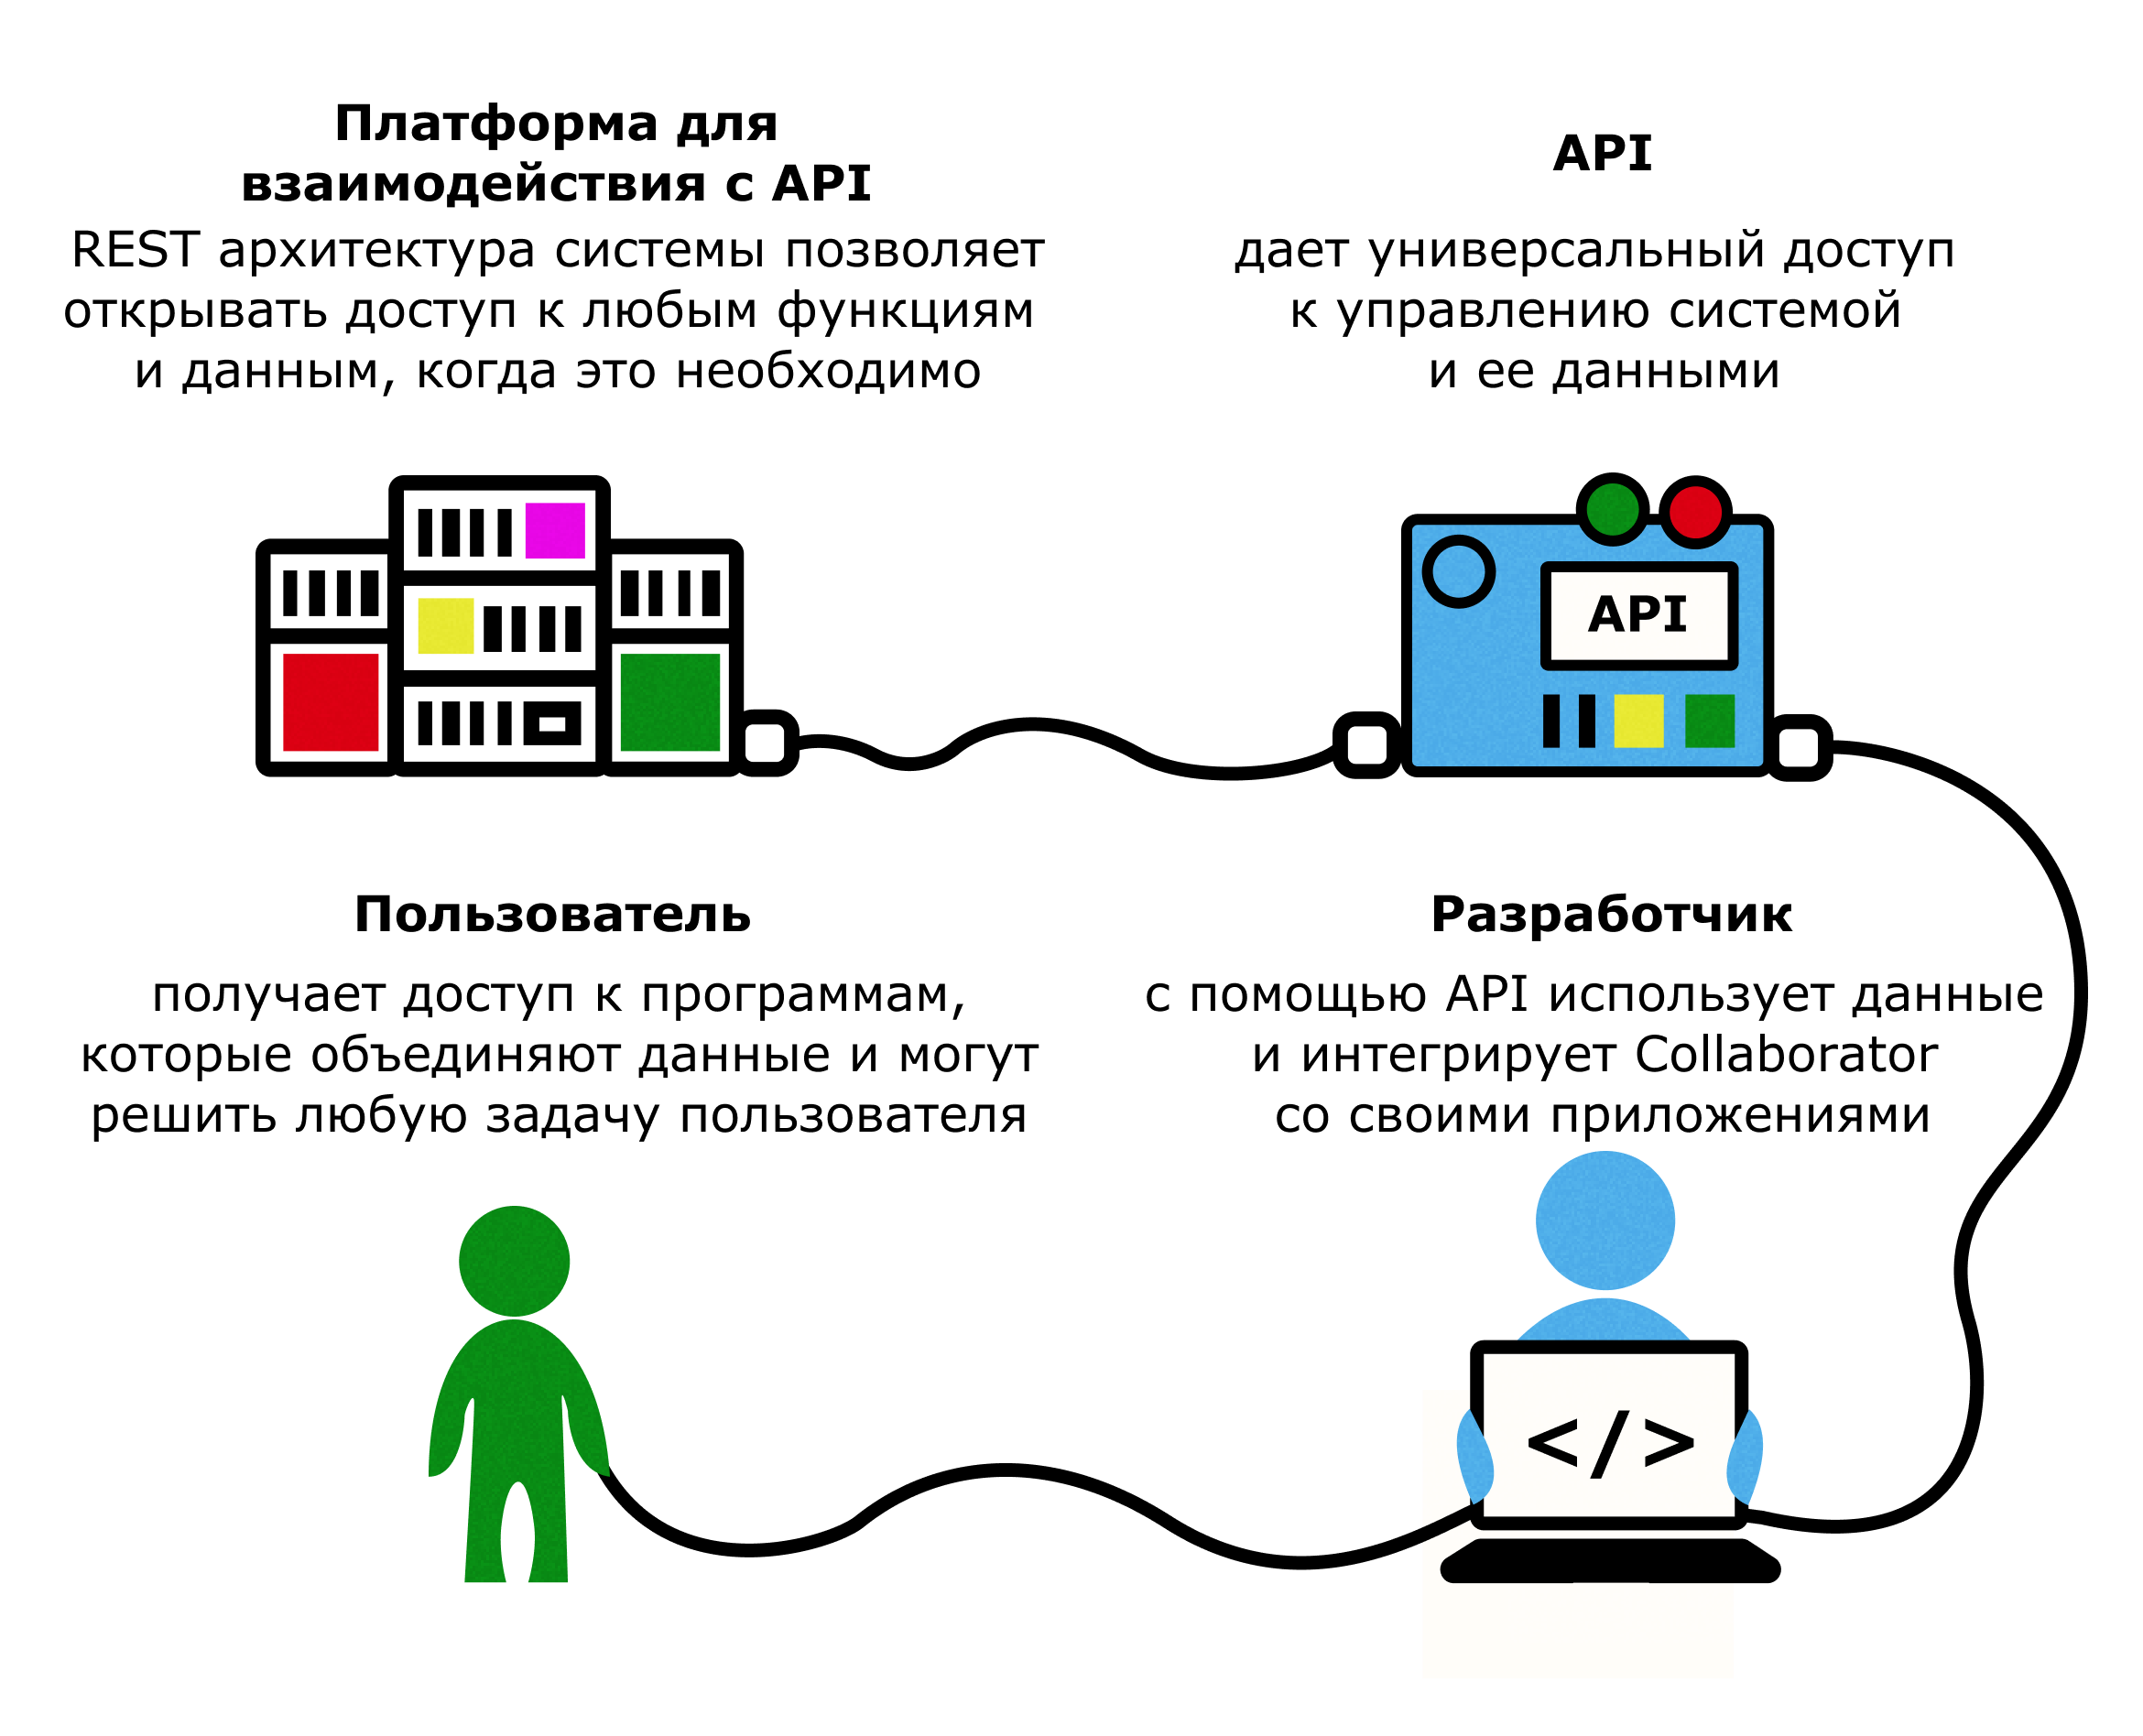 Платформа для
взаимодействия с API
REST архитектура системы позволяет
открывать доступ к любым функциям
и данным, когда это необходимо
API
дает универсальный доступ
к управлению системой
и ее данными
API
Пользователь
получает доступ к программам,
которые объединяют данные и могут
решить любую задачу пользователя
Разработчик
с помощью API использует данные
и интегрирует Collaborator
со своими приложениями
</>